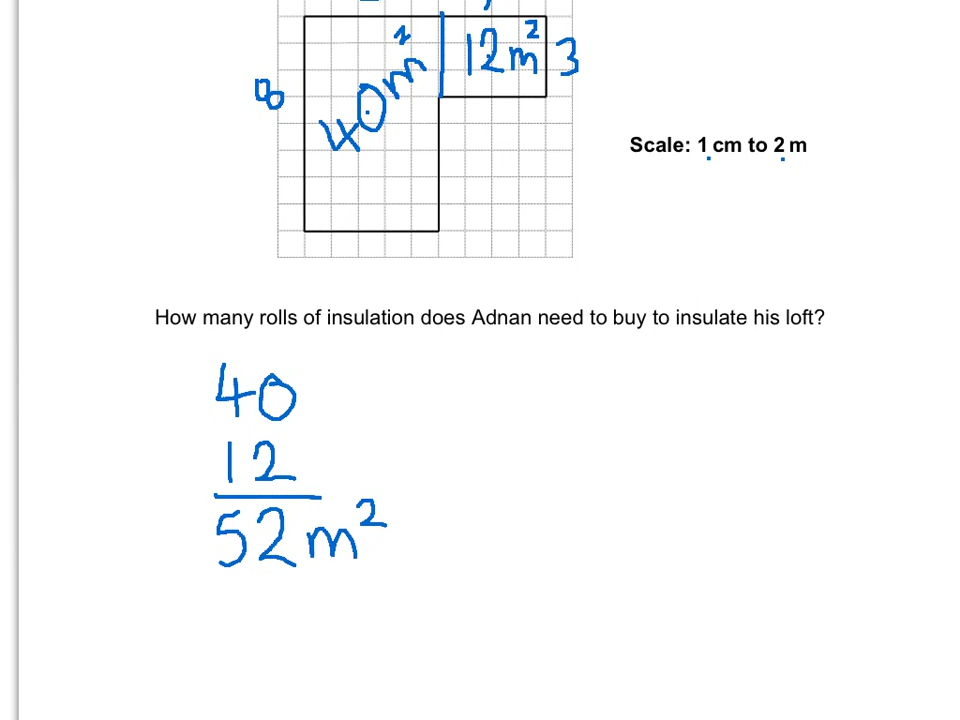 40m²
12m²
3
8
Scale: 1 cm to 2 m
How many rolls of insulation does Adnan need to buy to insulate his loft?
40
12
52m²